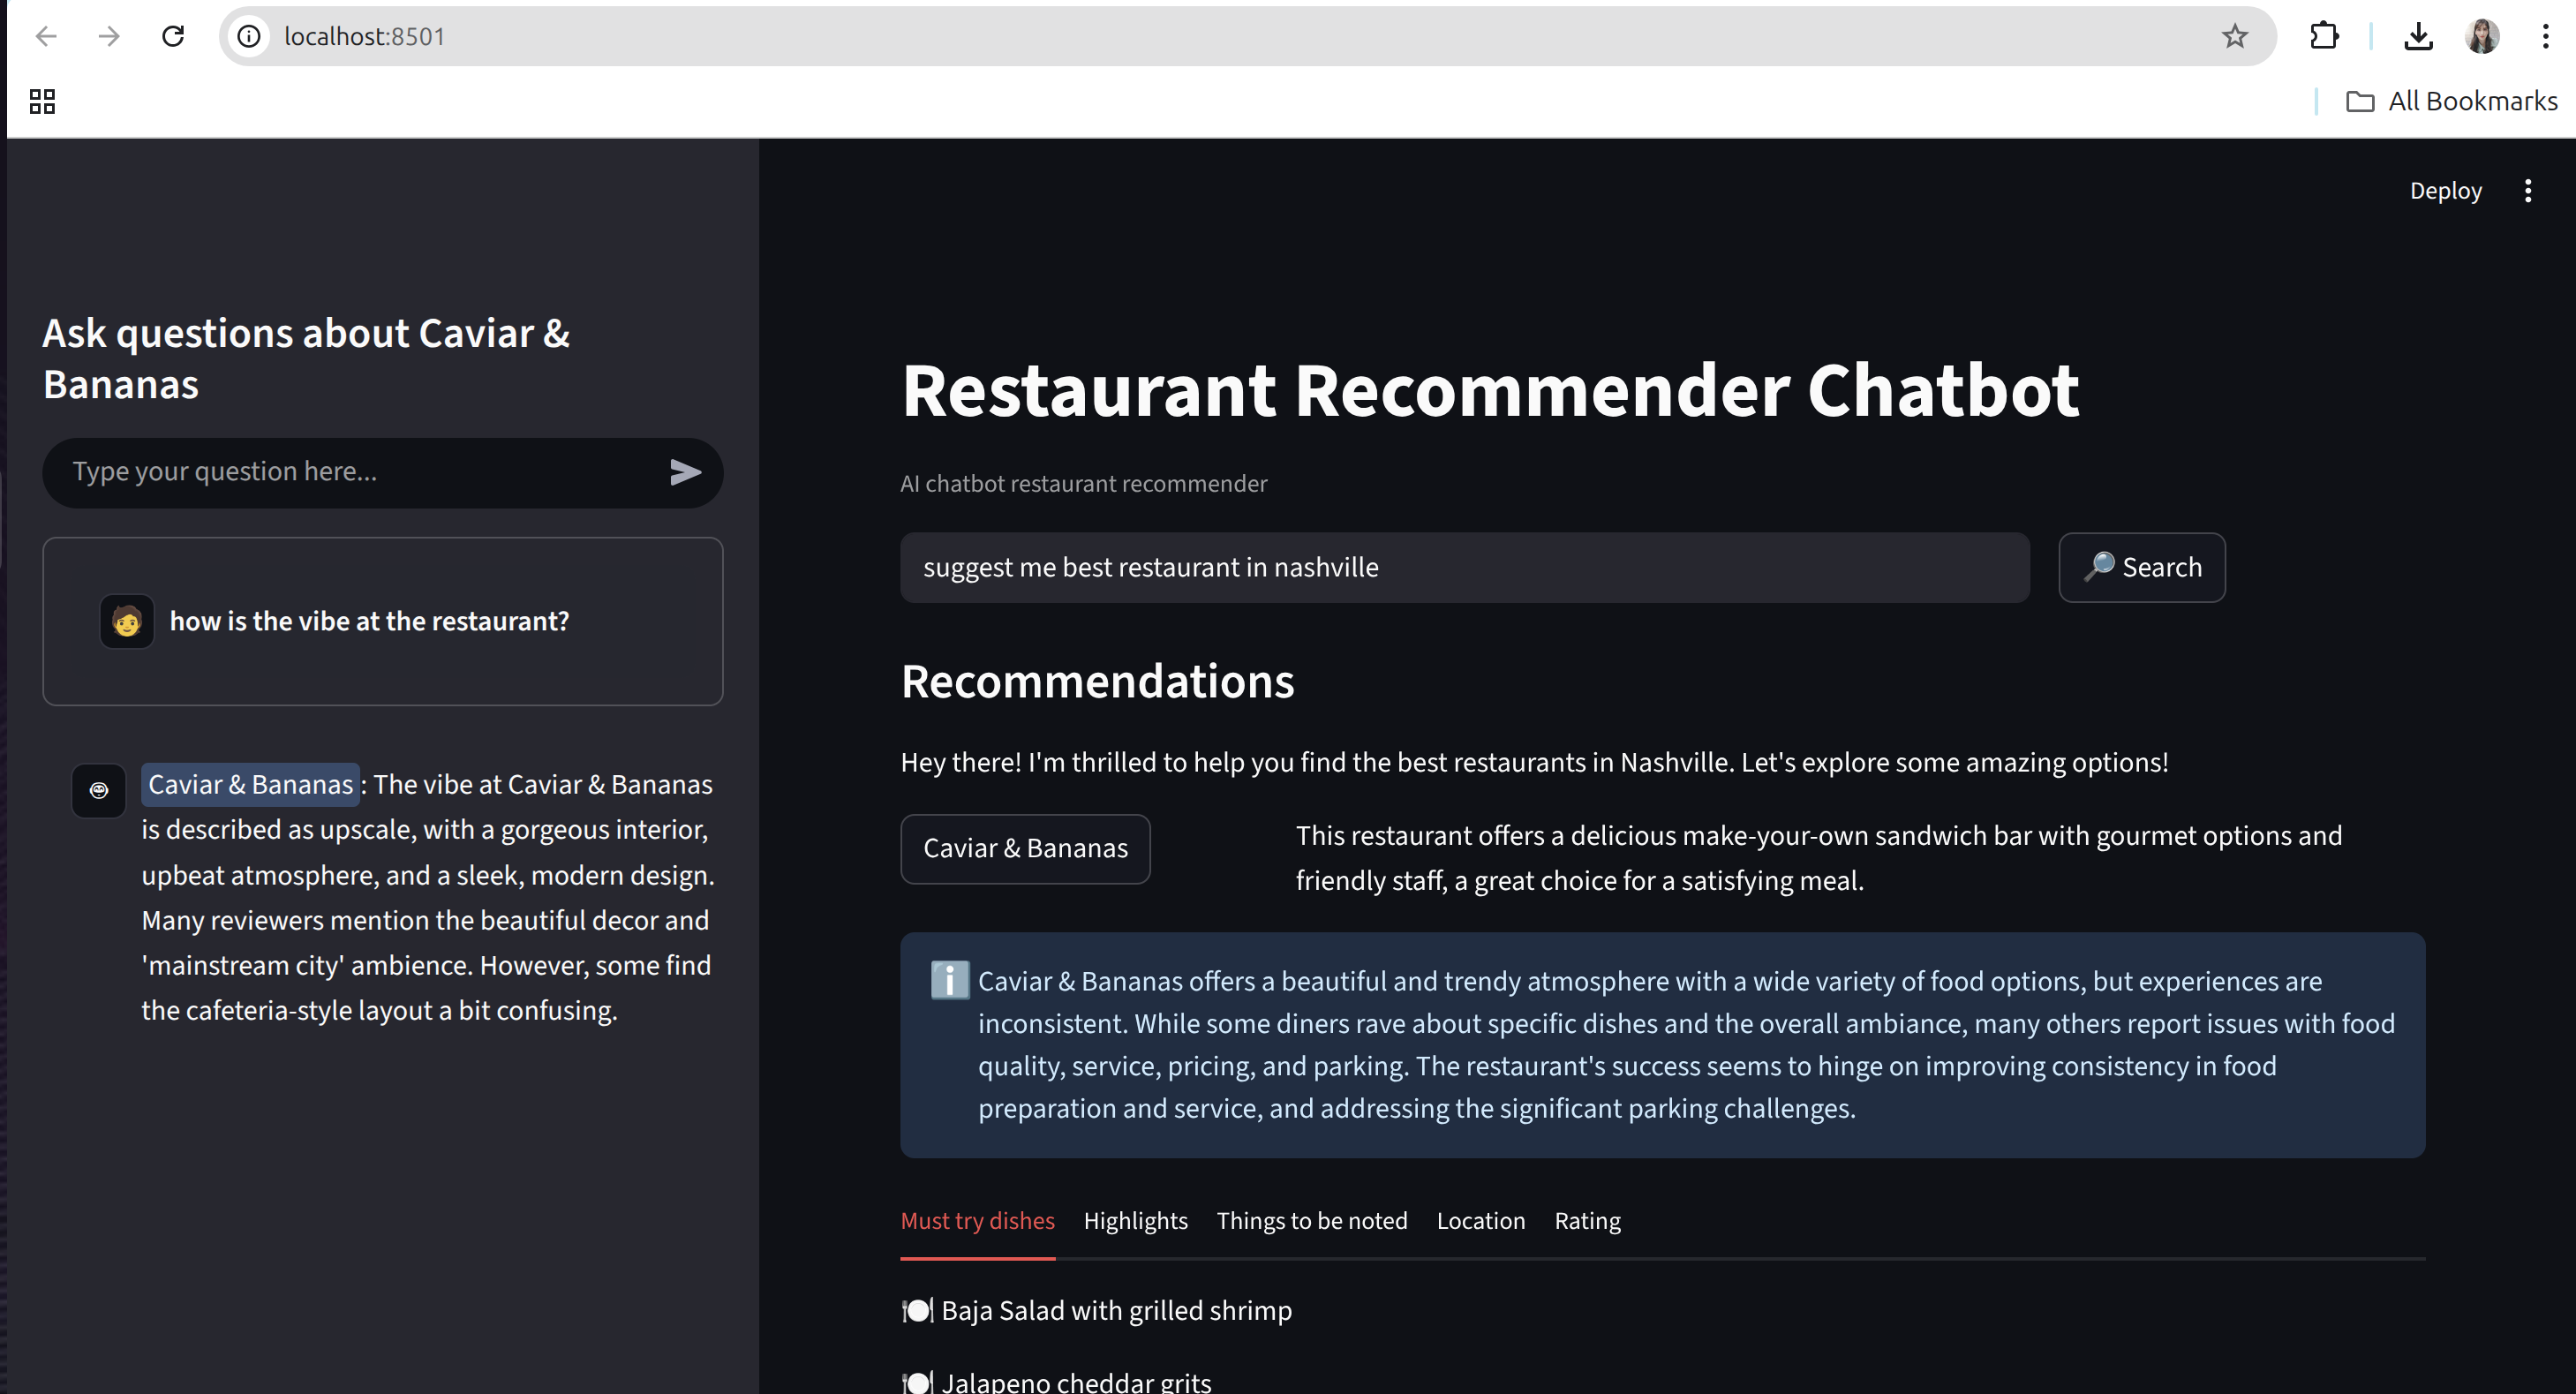 localhost:8501
All Bookmarks
Deploy
Ask questions about Caviar &
Bananas
Type your question here...
how is the vibe at the restaurant?
Caviar & Bananas : The vibe at Caviar & Bananas
is described as upscale, with a gorgeous interior,
upbeat atmosphere, and a sleek, modern design.
Many reviewers mention the beautiful decor and
'mainstream city' ambience. However, some find
the cafeteria-style layout a bit confusing.
Restaurant Recommender Chatbot
AI chatbot restaurant recommender
suggest me best restaurant in nashville
Search
Recommendations
Hey there! I'm thrilled to help you find the best restaurants in Nashville. Let's explore some amazing options!
Caviar & Bananas
This restaurant offers a delicious make-your-own sandwich bar with gourmet options and
friendly staff, a great choice for a satisfying meal.
Caviar & Bananas offers a beautiful and trendy atmosphere with a wide variety of food options, but experiences are
inconsistent. While some diners rave about specific dishes and the overall ambiance, many others report issues with food
quality, service, pricing, and parking. The restaurant's success seems to hinge on improving consistency in food
preparation and service, and addressing the significant parking challenges.
Must try dishes Highlights Things to be noted Location Rating
Baja Salad with grilled shrimp
Jalapeno cheddar grits